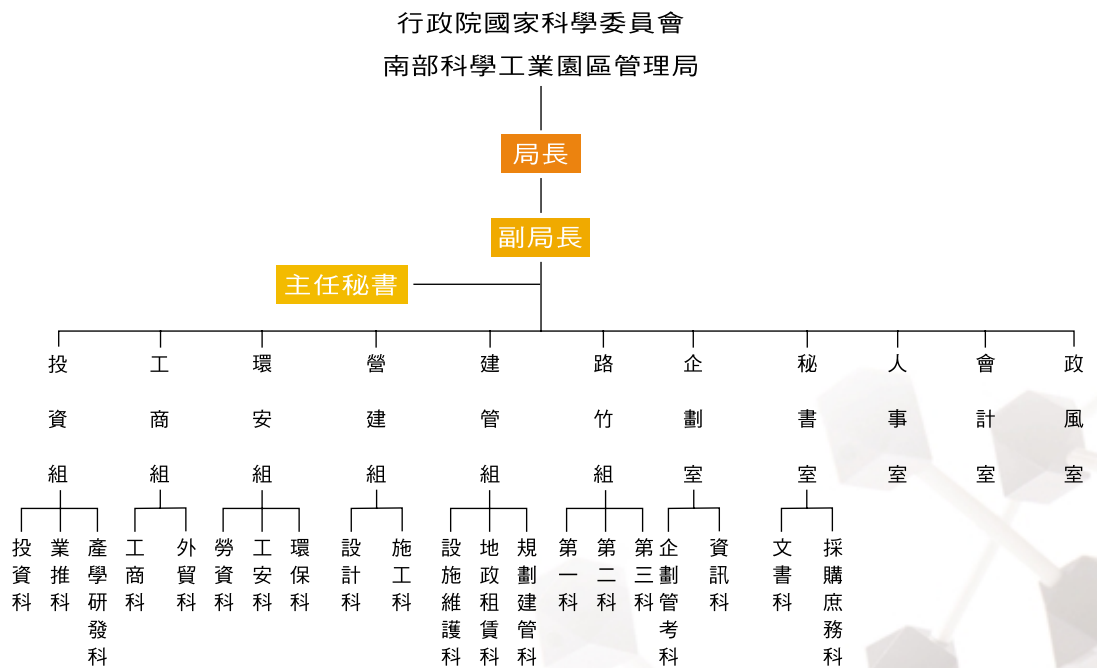 行政院國家科學委員會
南部科學工業園區管理局
局長
副局長
主任秘書
投資組
工商組
環安組
營建組
建管組
路竹組
企劃室
秘書室
人事室
會計室
政風室
投資科
業推科
產學研發科
工商科
外貿科
勞資科
工安科
環保科
設計科
施工科
設施維護科
地政租賃科
規劃建管科
第一科
第二科
第三科
企劃管考科
資訊科
文書科
採購庶務科